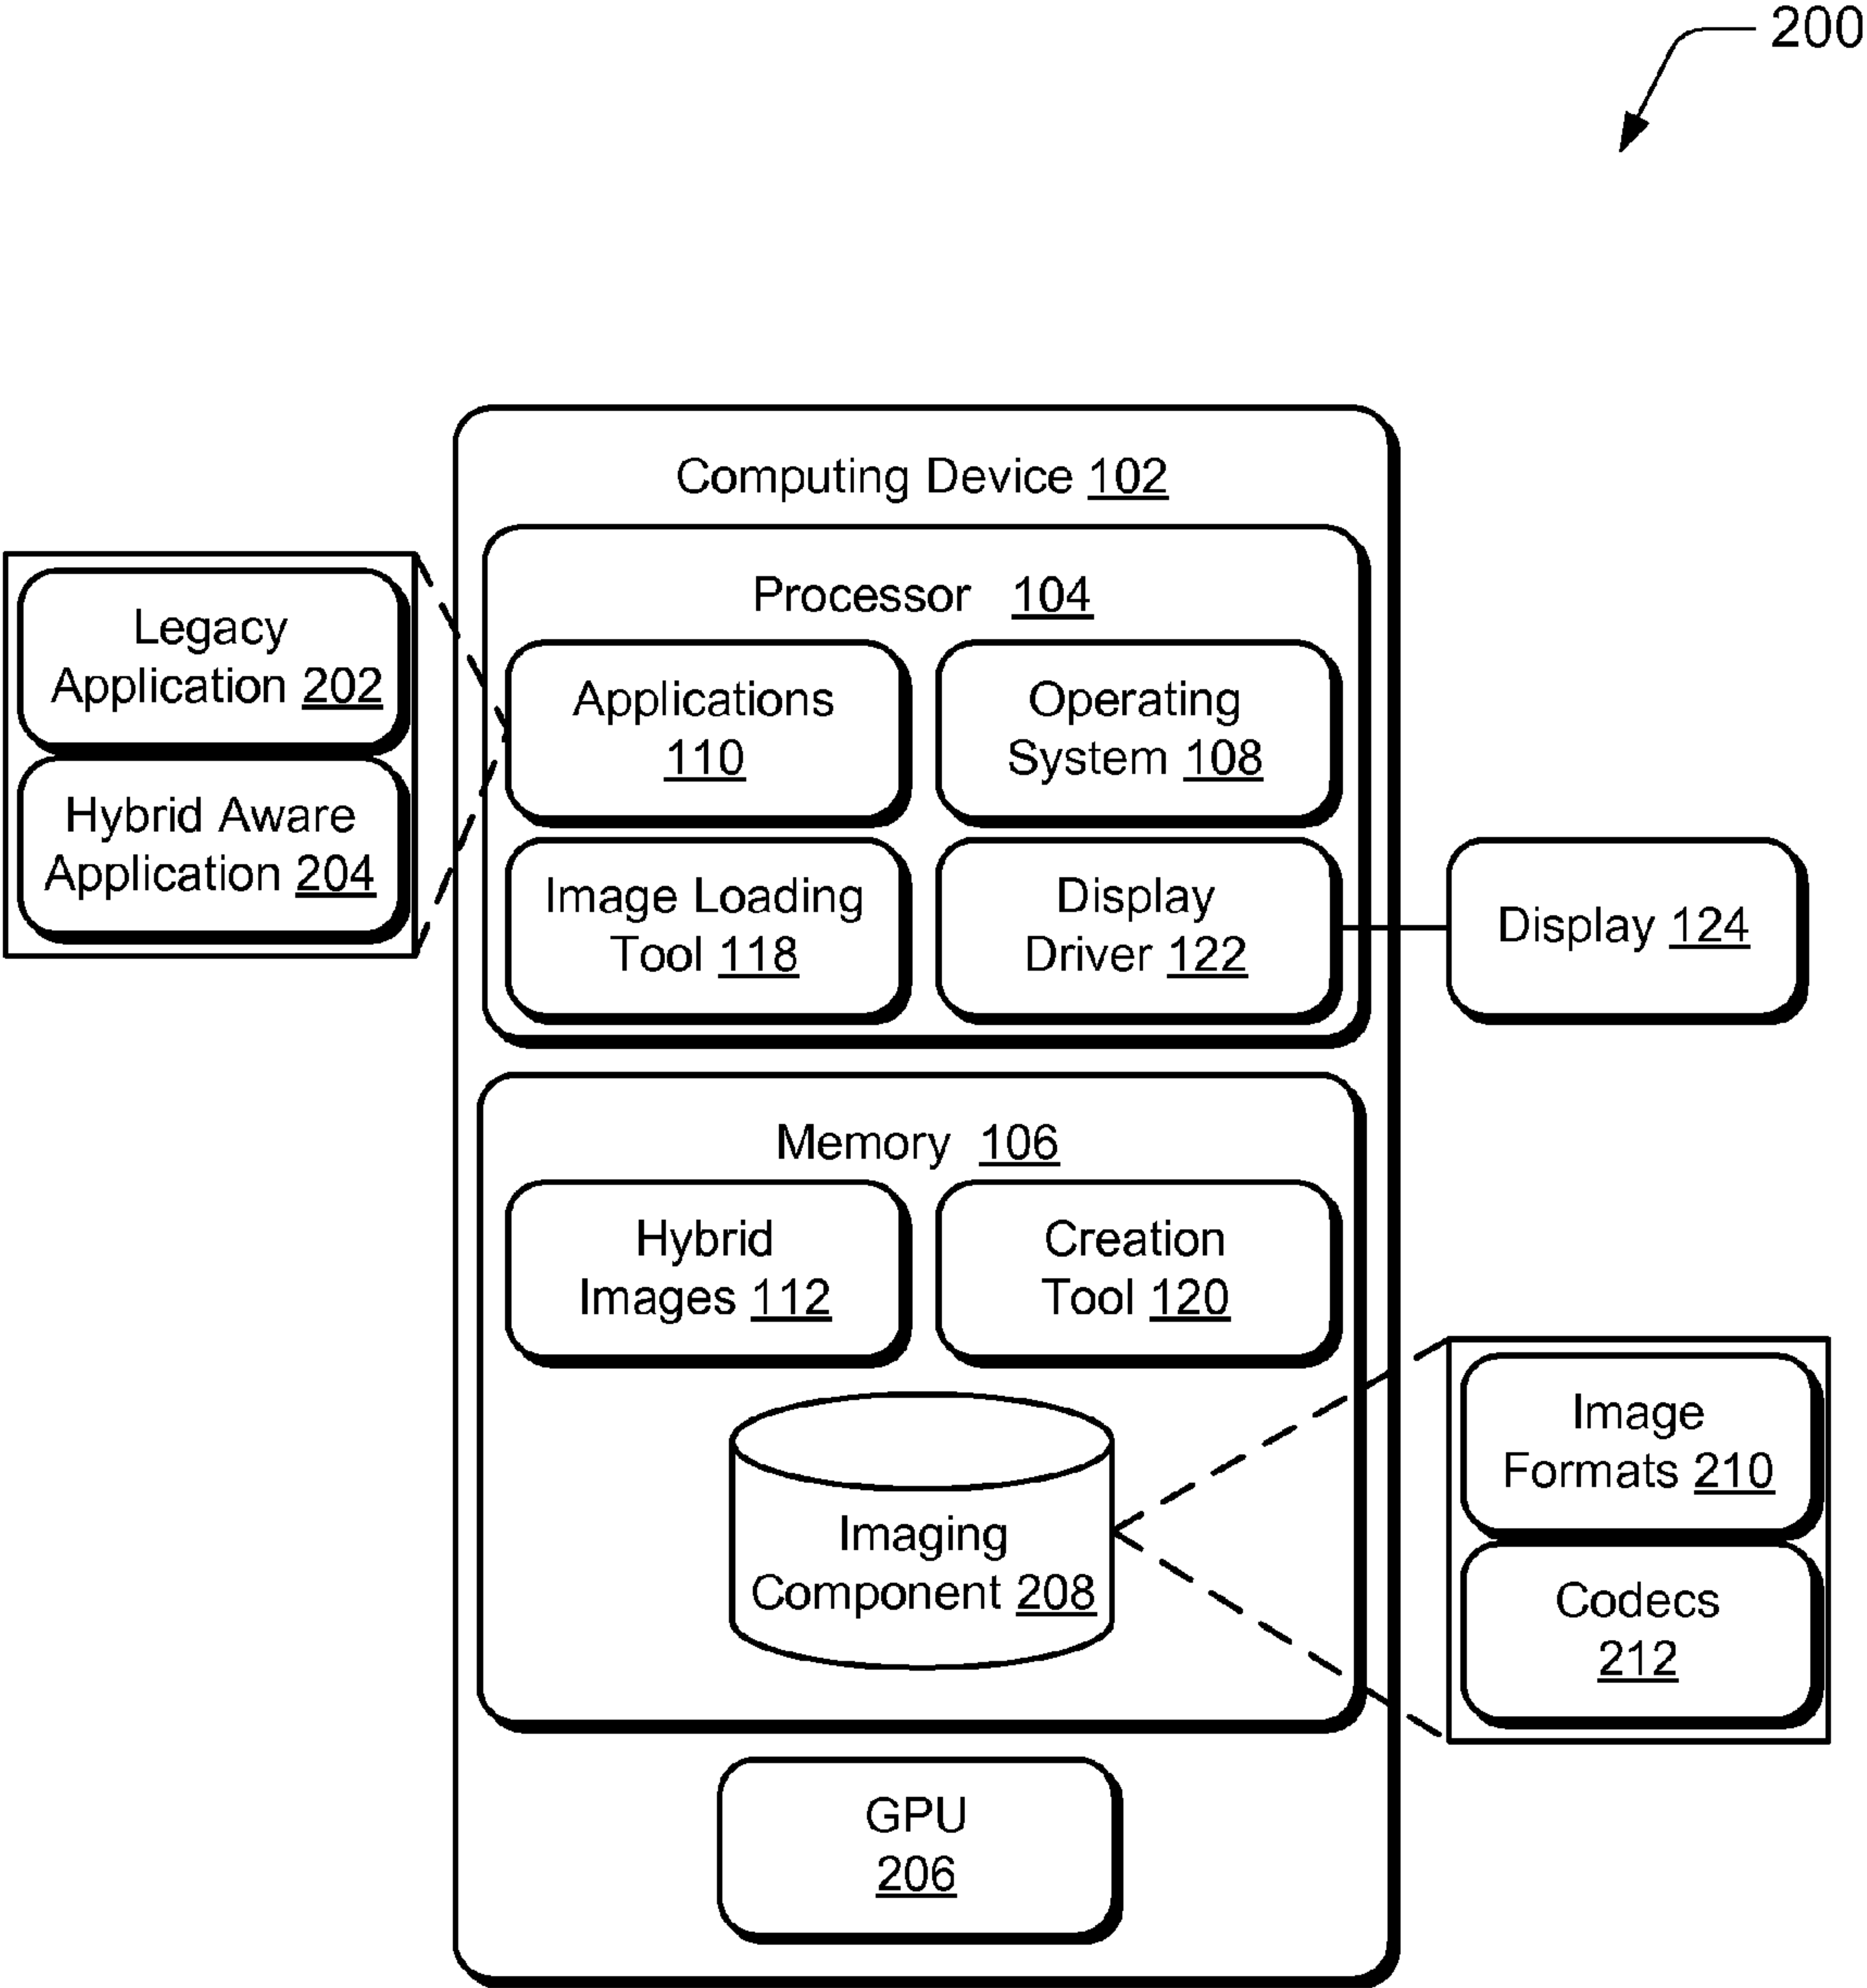 200
Computing Device 102
Processor 104
Legacy
Application 202
Hybrid Aware
Application 204
Applications
110
Operating
System 108
Image Loading
Tool 118
Display
Driver 122
Display 124
Memory 106
Hybrid
Images 112
Creation
Tool 120
Imaging
Component 208
Image
Formats 210
Codecs
212
GPU
206